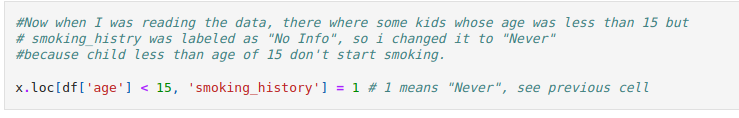 #Now when I was reading the data, there where some kids whose age was less than 15 but
# smoking_histry was labeled as "No Info", so i changed it to "Never"
#because child less than age of 15 don't start smoking.
x.loc[df['age'] < 15, 'smoking_history'] = 1 # 1 means "Never", see previous cell